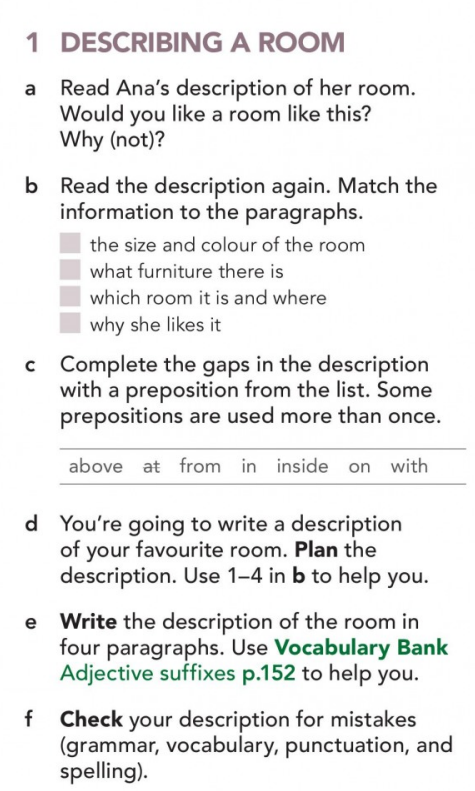 1 DESCRIBING A ROOM
a Read Ana's description of her room.
Would you like a room like this?
Why (not)?
b Read the description again. Match the
information to the paragraphs.
the size and colour of the room
what furniture there is
which room it is and where
why she likes it
c Complete the gaps in the description
with a preposition from the list. Some
prepositions are used more than once.
above at from in inside on with
d You're going to write a description
of your favourite room. Plan the
description. Use 1–4 in b to help you.
e Write the description of the room in
four paragraphs. Use Vocabulary Bank
Adjective suffixes p.152 to help you.
f Check your description for mistakes
(grammar, vocabulary, punctuation, and
spelling).